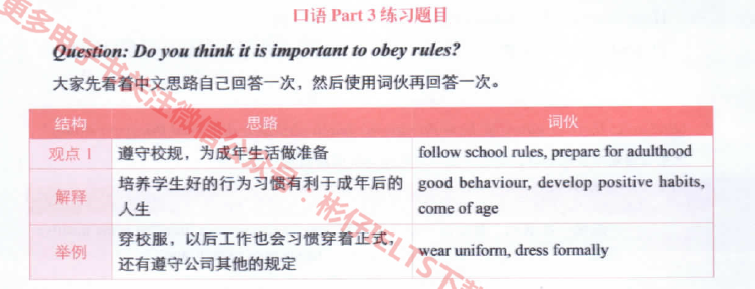 口语 Part 3 练习题目
Question: Do you think it is important to obey rules?
大家先看着中文思路自己回答一次，然后使用词伙再回答一次。
结构 思路 词伙
观点 1 遵守校规，为成年生活做准备 follow school rules, prepare for adulthood
解释 培养学生好的行为习惯有利于成年后的 good behaviour, develop positive habits,
人生 come of age
举例 穿校服，以后工作也会习惯穿着正式， wear uniform, dress formally
还有遵守公司其他的规定
更多电子书关注微信公众号：彬仔IELTS下载